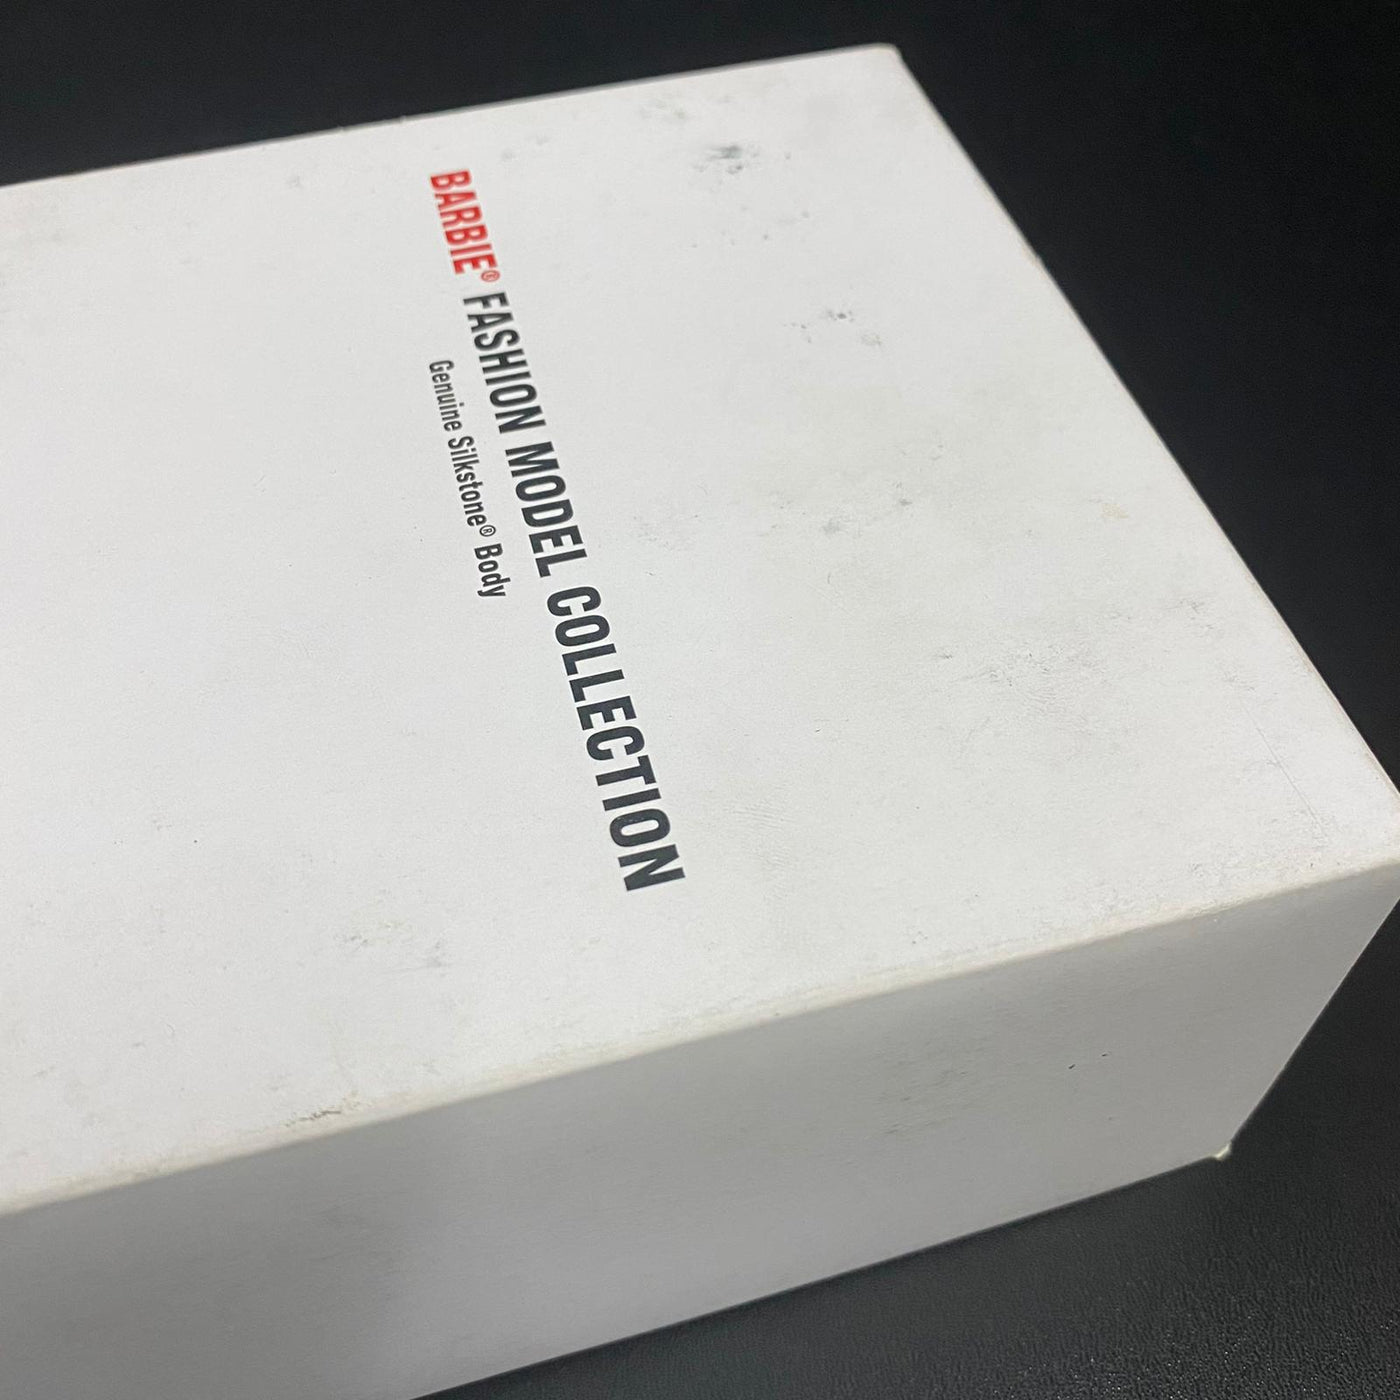 BARBIE® FASHION MODEL COLLECTION
Genuine Silkstone® Body